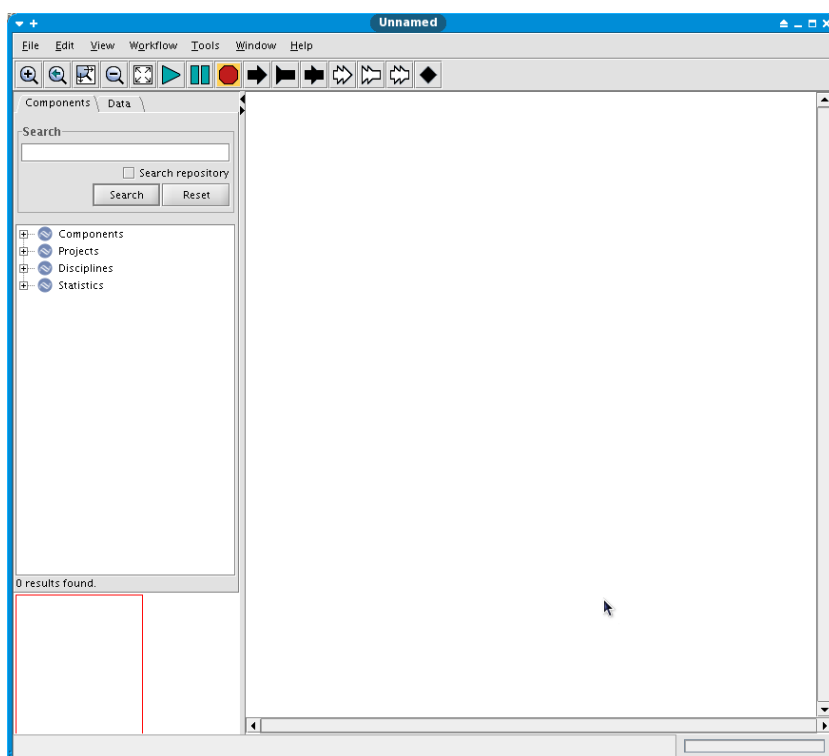 Unnamed
File Edit View Workflow Tools Window Help
Components Data
Search
Search repository
Search Reset
Components
Projects
Disciplines
Statistics
0 results found.